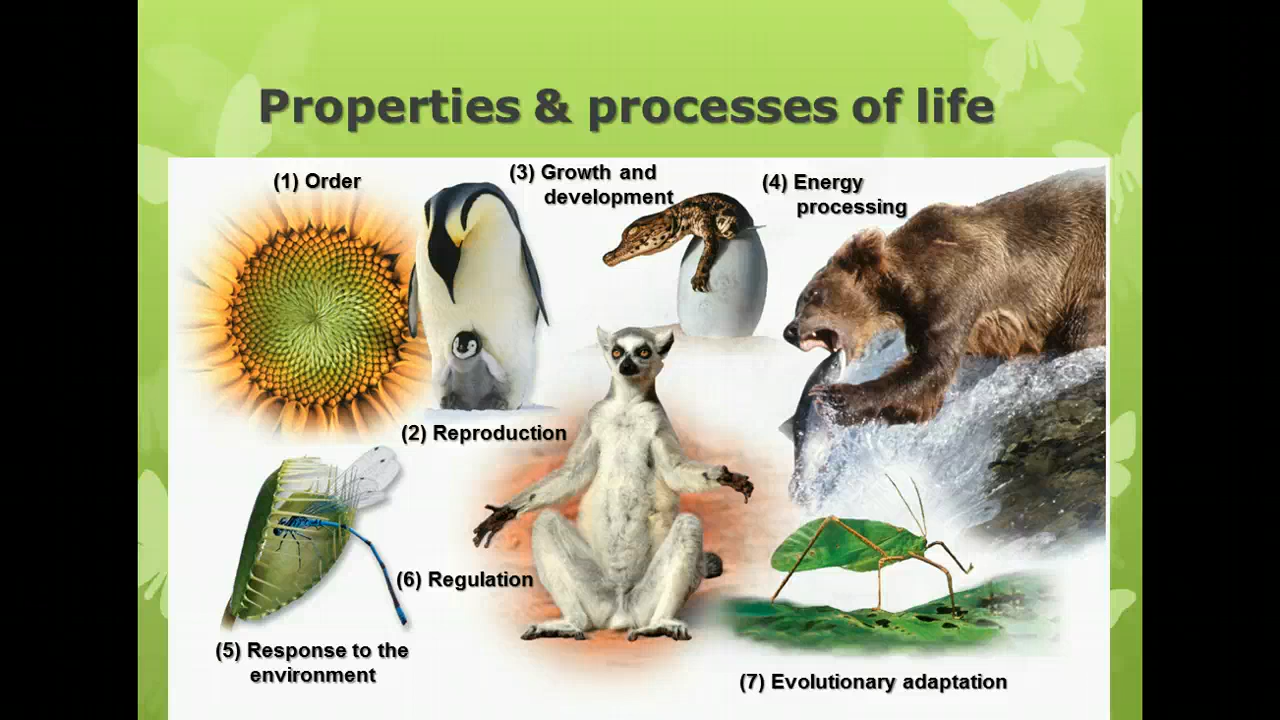 Properties & processes of life
(1) Order
(3) Growth and
development
(4) Energy
processing
(2) Reproduction
(6) Regulation
(5) Response to the
environment
(7) Evolutionary adaptation